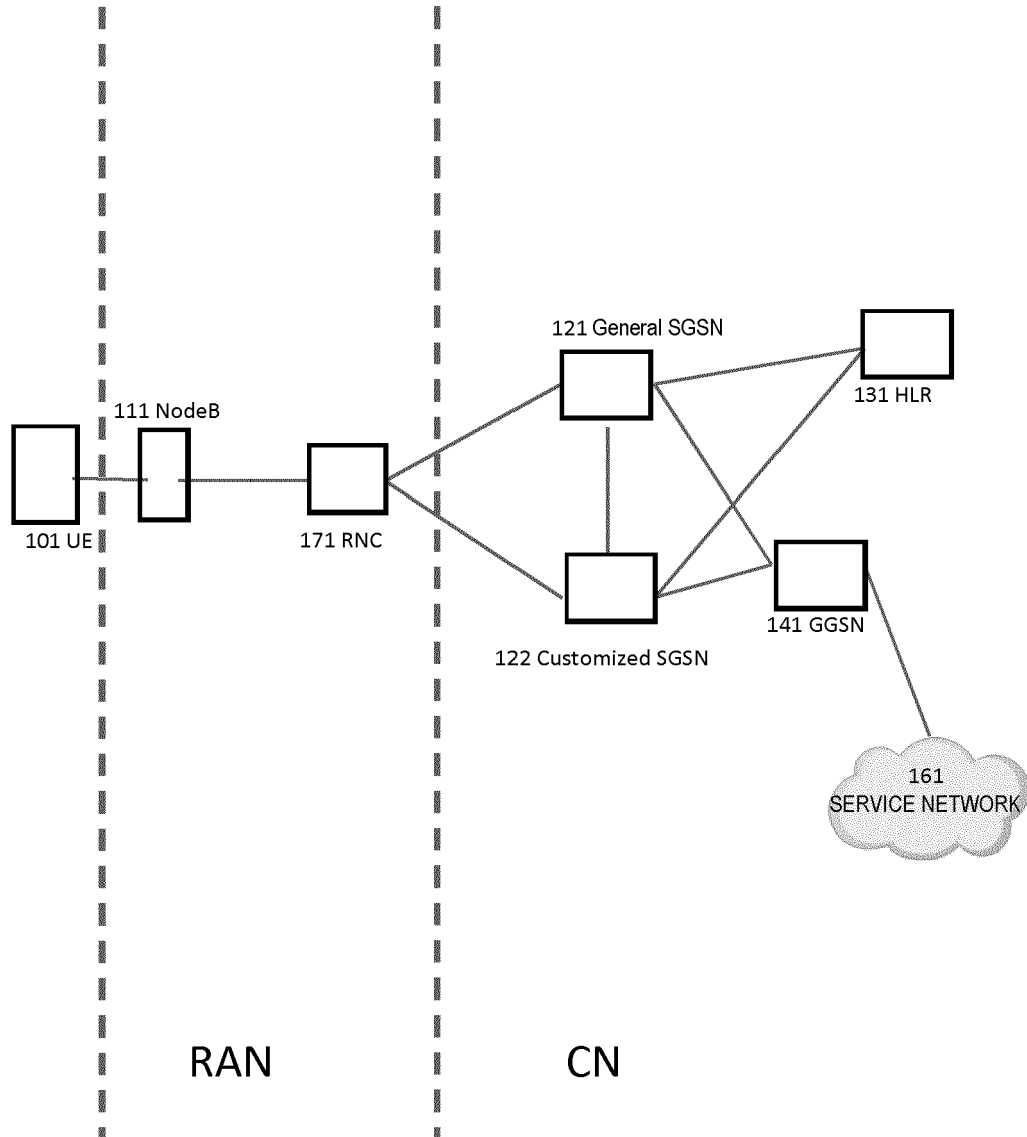 121 General SGSN
131 HLR
111 NodeB
101 UE
171 RNC
141 GGSN
122 Customized SGSN
161
SERVICE NETWORK
RAN
CN